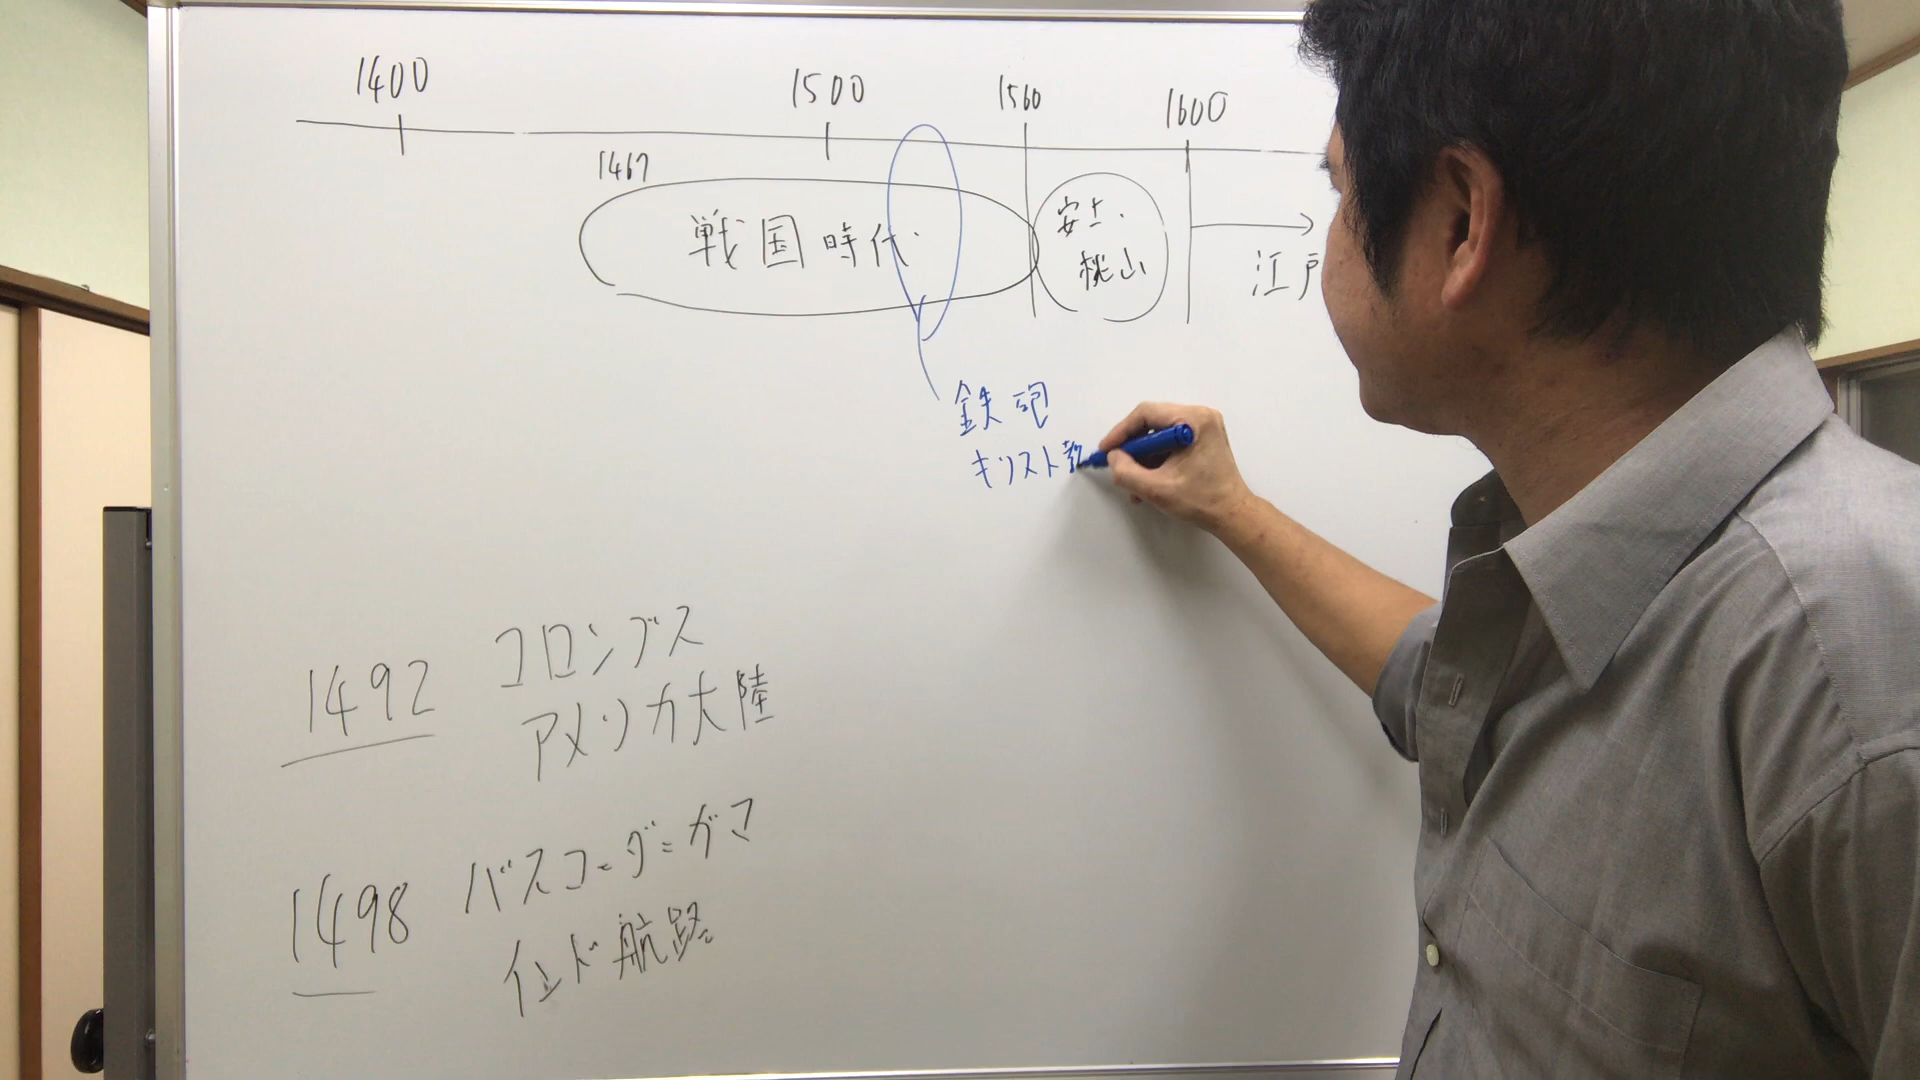 1400 1500 1560 1600
1467
戦国時代
安土・
桃山
江戸
鉄砲
キリスト教
1492 コロンブス
アメリカ大陸
1498 バスコ=ダ=ガマ
インド航路